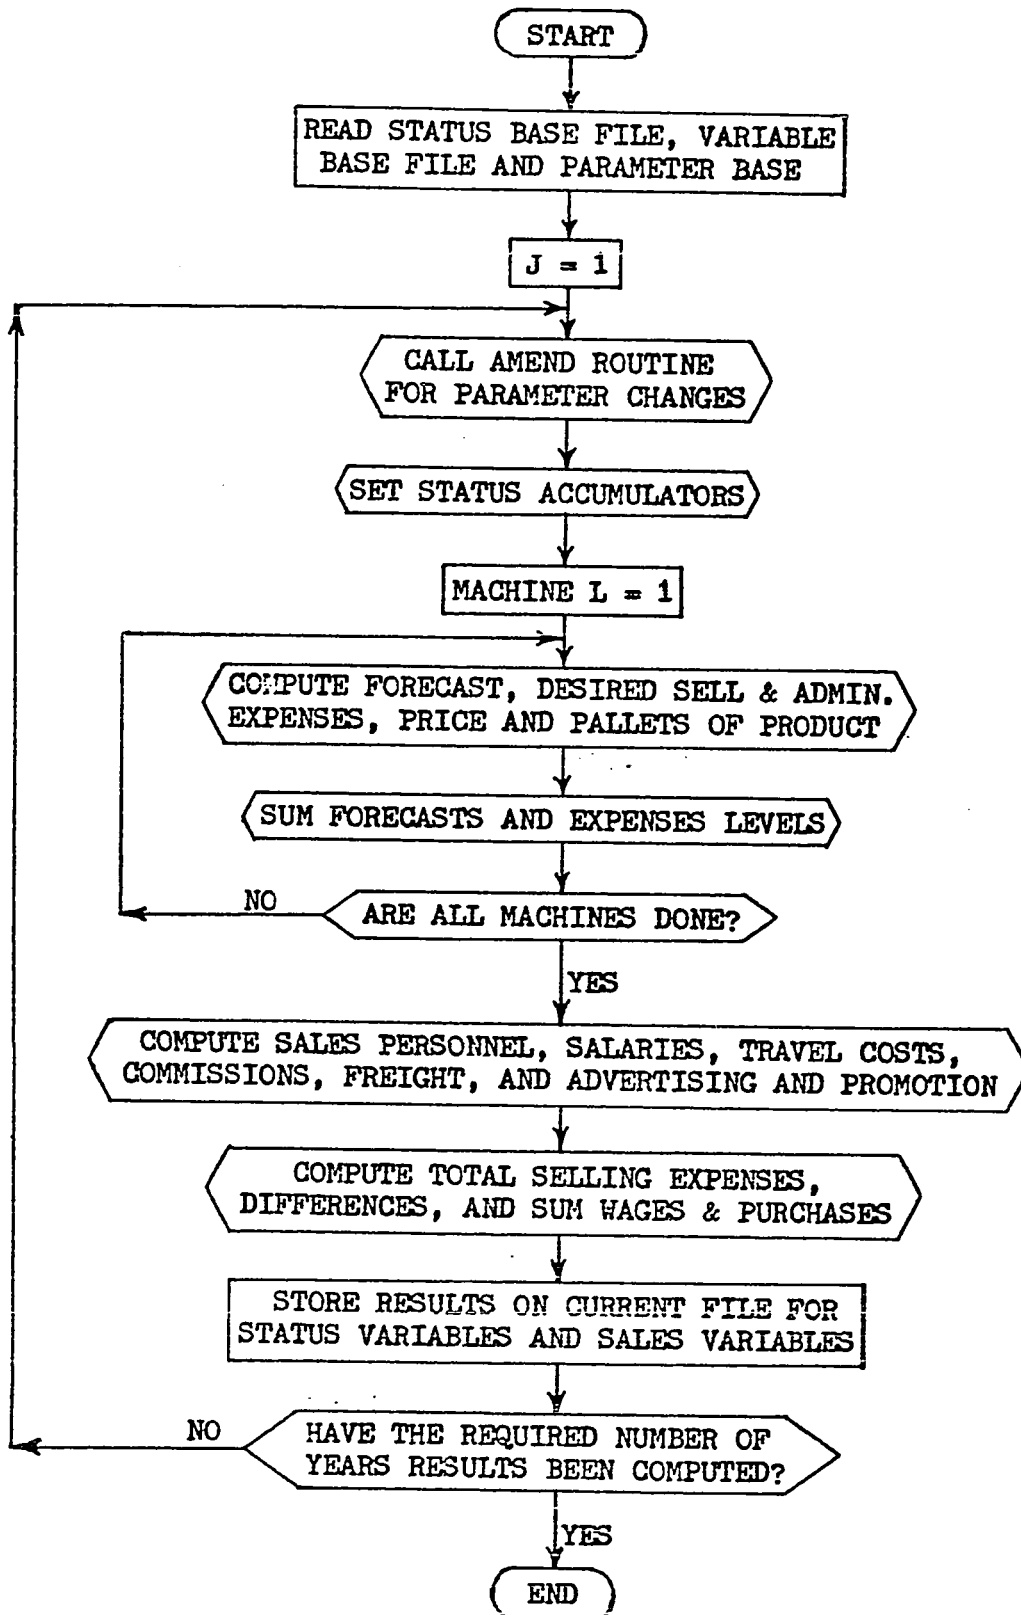 START
READ STATUS BASE FILE, VARIABLE
BASE FILE AND PARAMETER BASE
J = 1
CALL AMEND ROUTINE
FOR PARAMETER CHANGES
SET STATUS ACCUMULATORS
MACHINE L = 1
COMPUTE FORECAST, DESIRED SELL & ADMIN.
EXPENSES, PRICE AND PALLETS OF PRODUCT
SUM FORECASTS AND EXPENSES LEVELS
NO
ARE ALL MACHINES DONE?
YES
COMPUTE SALES PERSONNEL, SALARIES, TRAVEL COSTS,
COMMISSIONS, FREIGHT, AND ADVERTISING AND PROMOTION
COMPUTE TOTAL SELLING EXPENSES,
DIFFERENCES, AND SUM WAGES & PURCHASES
STORE RESULTS ON CURRENT FILE FOR
STATUS VARIABLES AND SALES VARIABLES
NO
HAVE THE REQUIRED NUMBER OF
YEARS RESULTS BEEN COMPUTED?
YES
END